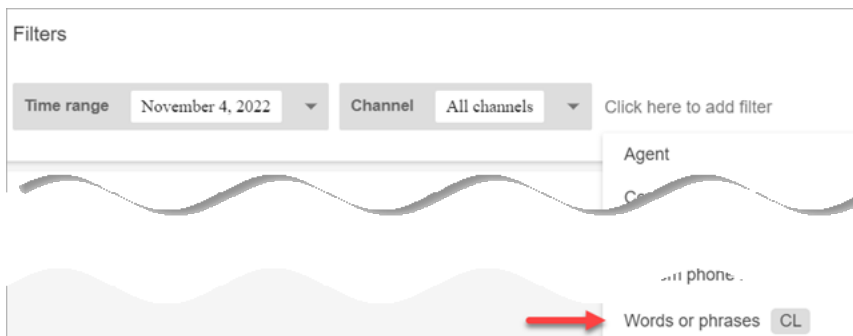 Filters
Time range November 4, 2022 Channel All channels Click here to add filter
Agent
phone
Words or phrases CL